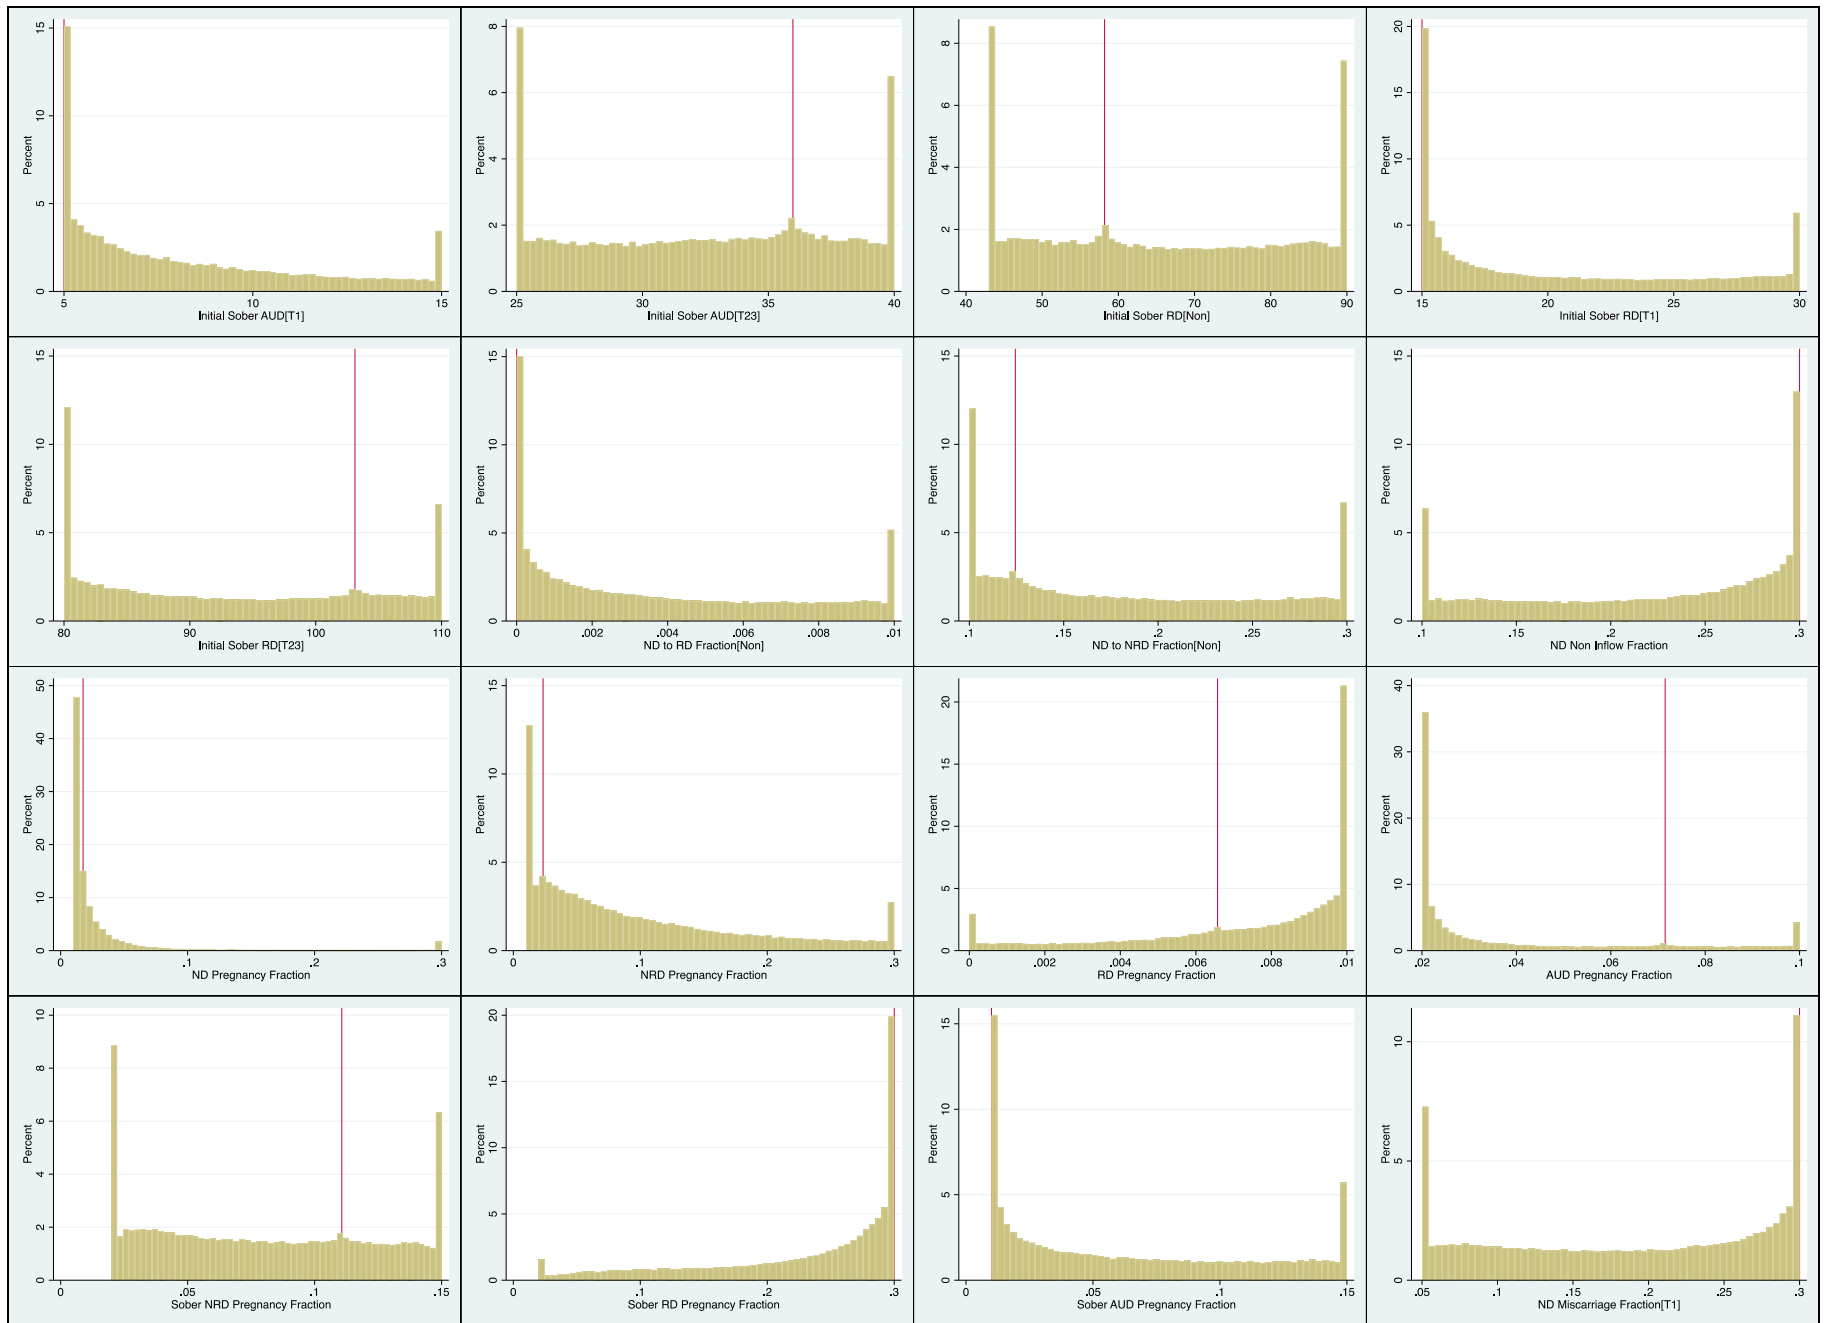 Percent
15
10
5
0
5 10 15
Initial Sober AUD[T1]
Percent
8
6
4
2
0
25 30 35 40
Initial Sober AUD[T23]
Percent
8
6
4
2
0
40 50 60 70 80 90
Initial Sober RD[Non]
Percent
20
15
10
5
0
15 20 25 30
Initial Sober RD[T1]
Percent
15
10
5
0
80 90 100 110
Initial Sober RD[T23]
Percent
15
10
5
0
0 .002 .004 .006 .008 .01
ND to RD Fraction[Non]
Percent
15
10
5
0
.1 .15 .2 .25 .3
ND to NRD Fraction[Non]
Percent
15
10
5
0
.1 .15 .2 .25 .3
ND Non Inflow Fraction
Percent
50
40
30
20
10
0
0 .1 .2 .3
ND Pregnancy Fraction
Percent
15
10
5
0
0 .1 .2 .3
NRD Pregnancy Fraction
Percent
20
15
10
5
0
0 .002 .004 .006 .008 .01
RD Pregnancy Fraction
Percent
40
30
20
10
0
.02 .04 .06 .08 .1
AUD Pregnancy Fraction
Percent
10
8
6
4
2
0
0 .05 .1 .15
Sober NRD Pregnancy Fraction
Percent
20
15
10
5
0
0 .1 .2 .3
Sober RD Pregnancy Fraction
Percent
15
10
5
0
0 .05 .1 .15
Sober AUD Pregnancy Fraction
Percent
10
5
0
.05 .1 .15 .2 .25 .3
ND Miscarriage Fraction[T1]